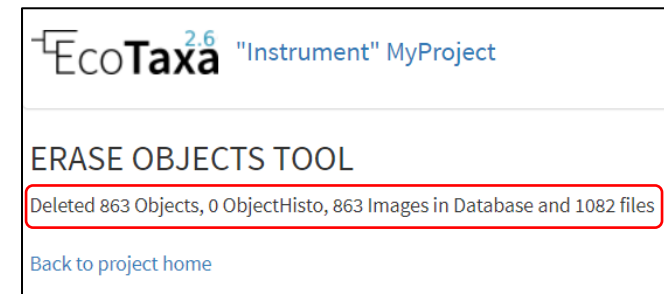 EcoTaxa 2.6 "Instrument" MyProject
ERASE OBJECTS TOOL
Deleted 863 Objects, 0 ObjectHisto, 863 Images in Database and 1082 files
Back to project home